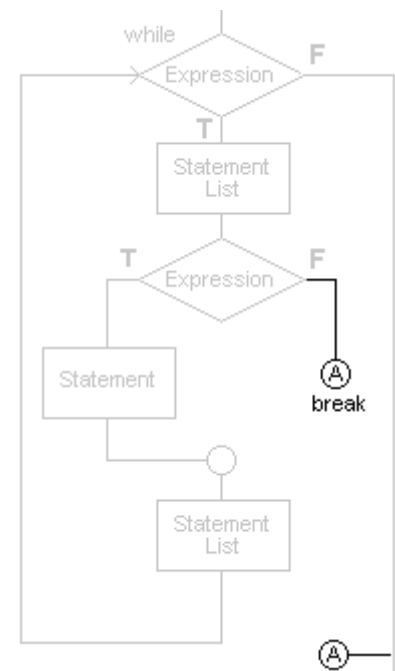 while
Expression
F
T
Statement
List
T
Expression
F
Statement
A
break
Statement
List
A